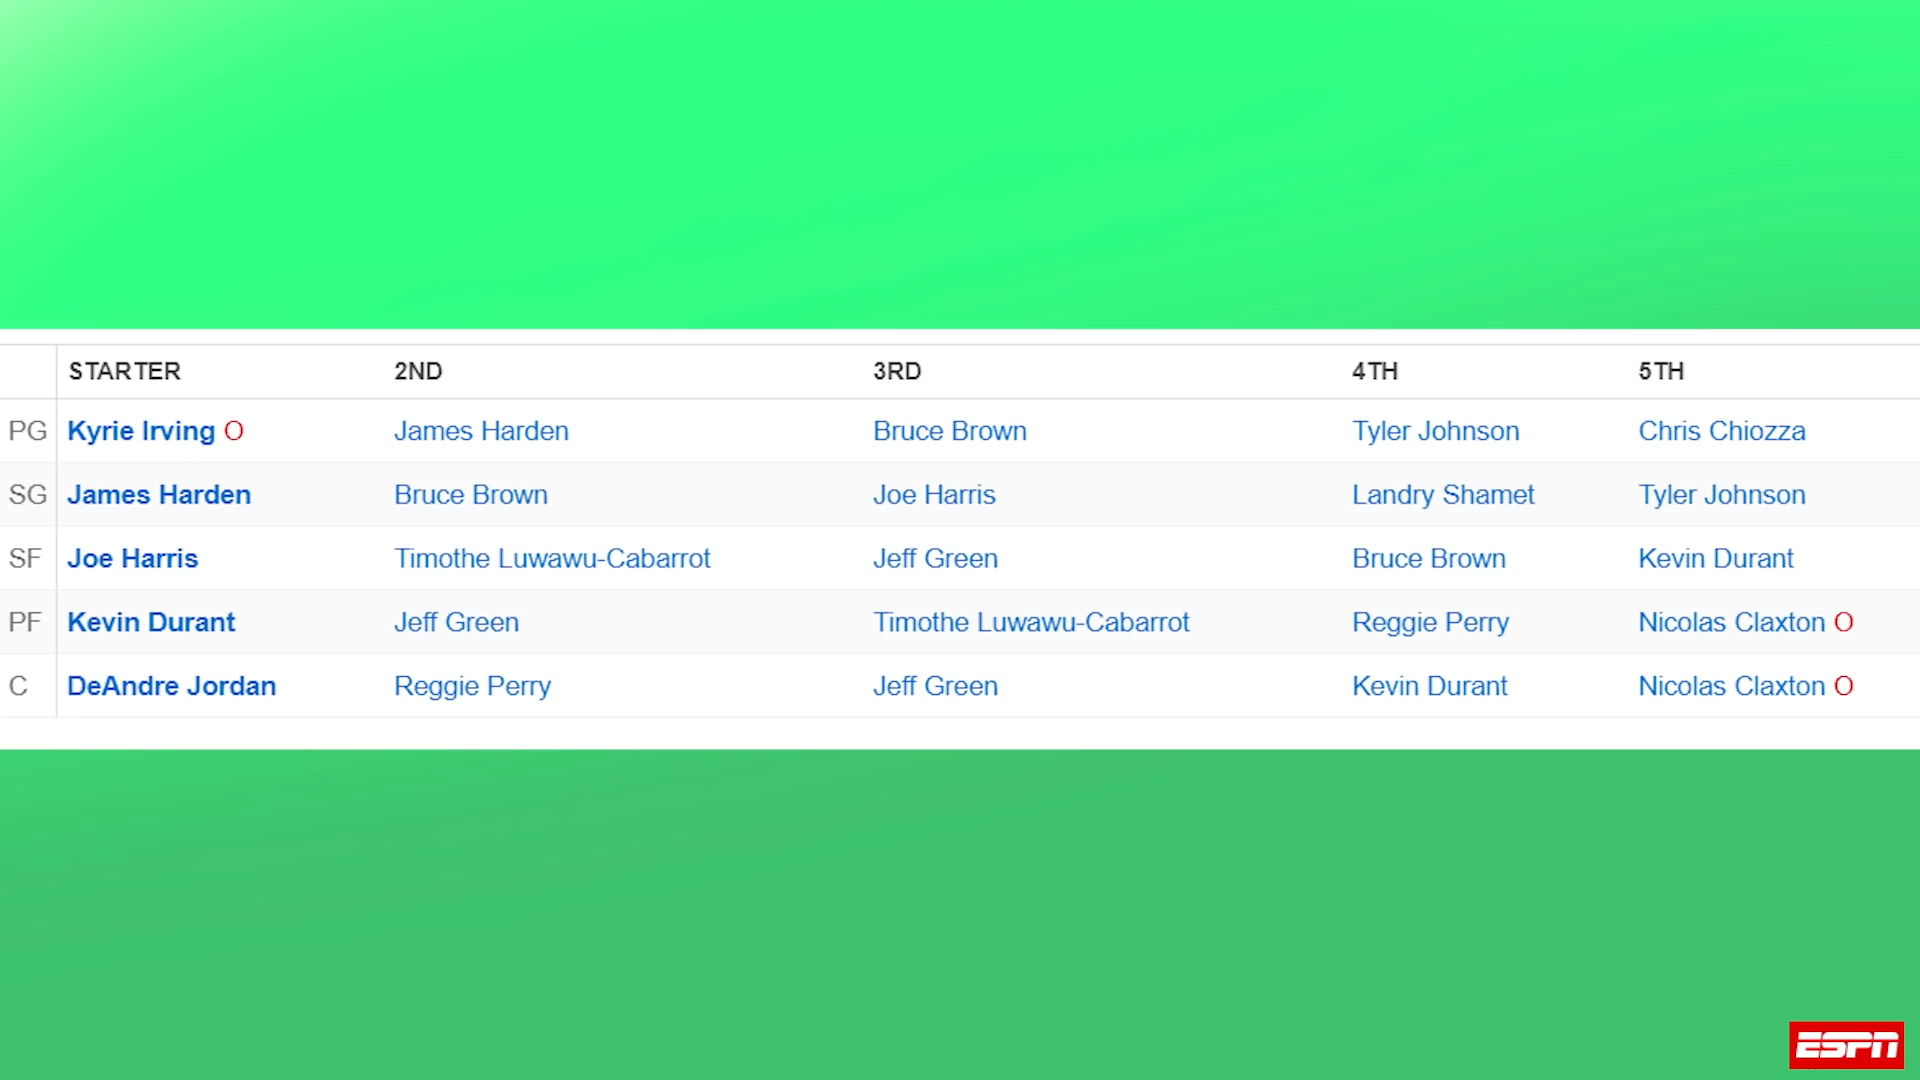 STARTER 2ND 3RD 4TH 5TH
PG Kyrie Irving O James Harden Bruce Brown Tyler Johnson Chris Chiozza
SG James Harden Bruce Brown Joe Harris Landry Shamet Tyler Johnson
SF Joe Harris Timothe Luwawu-Cabarrot Jeff Green Bruce Brown Kevin Durant
PF Kevin Durant Jeff Green Timothe Luwawu-Cabarrot Reggie Perry Nicolas Claxton O
C DeAndre Jordan Reggie Perry Jeff Green Kevin Durant Nicolas Claxton O
ESPN